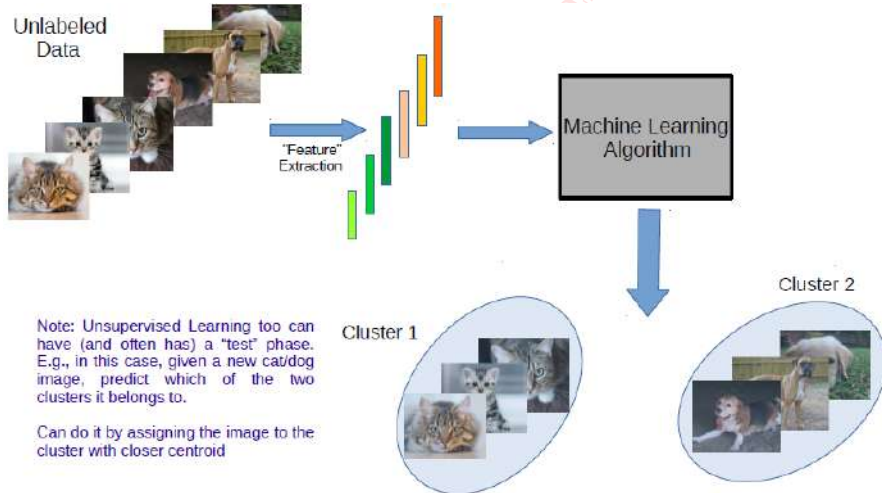 Unlabeled
Data
"Feature"
Extraction
Machine Learning
Algorithm
Cluster 2
Cluster 1
Note: Unsupervised Learning too can
have (and often has) a “test” phase.
E.g., in this case, given a new cat/dog
image, predict which of the two
clusters it belongs to.
Can do it by assigning the image to the
cluster with closer centroid